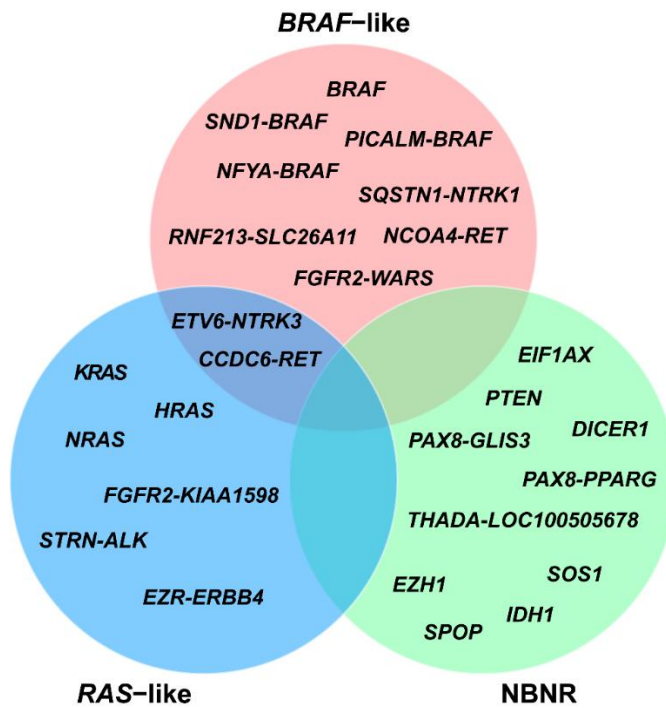 BRAF–like
BRAF
SND1-BRAF
PICALM-BRAF
NFYA-BRAF
SQSTN1-NTRK1
RNF213-SLC26A11
NCOA4-RET
FGFR2-WARS
ETV6-NTRK3
CCDC6-RET
KRAS
HRAS
NRAS
FGFR2-KIAA1598
STRN-ALK
EZR-ERBB4
EIF1AX
PTEN
DICER1
PAX8-GLIS3
PAX8-PPARG
THADA-LOC100505678
SOS1
EZH1
IDH1
SPOP
RAS–like
NBNR